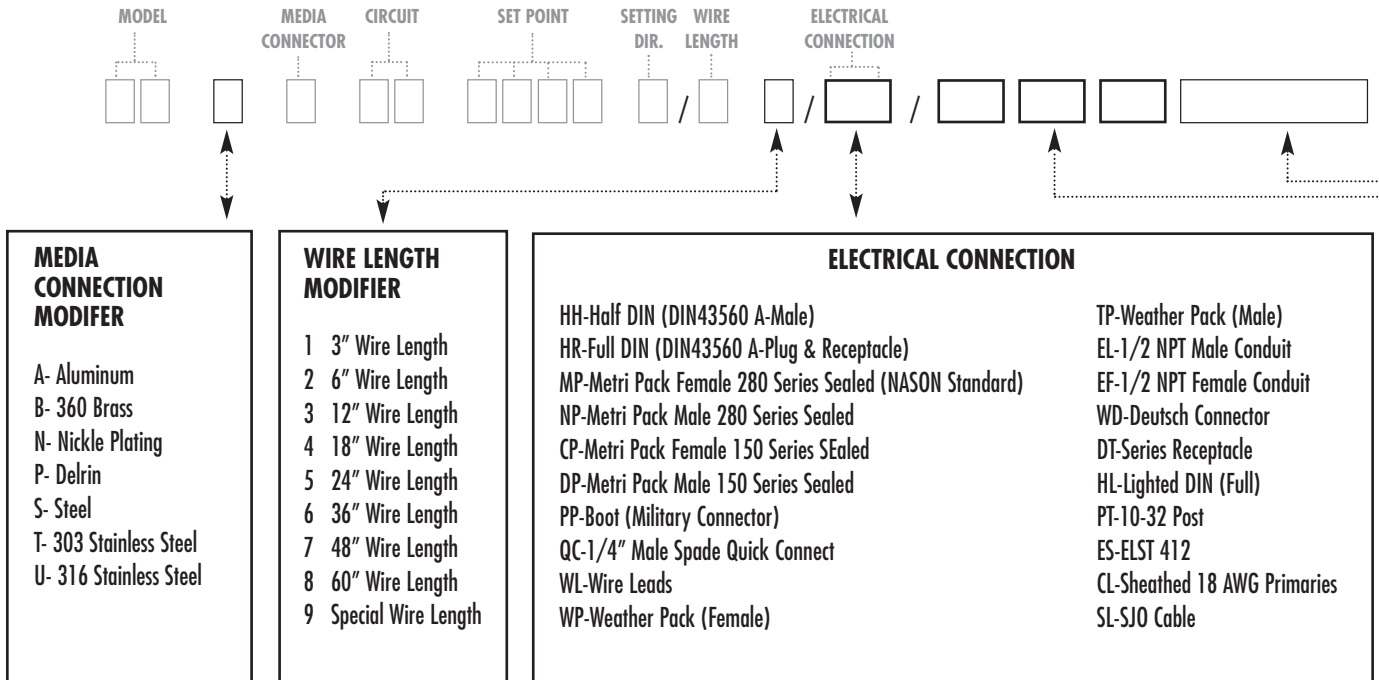 MODEL
MEDIA CONNECTOR
CIRCUIT
SET POINT
SETTING DIR.
WIRE LENGTH
ELECTRICAL CONNECTION
/ / /
MEDIA
CONNECTION
MODIFER
A- Aluminum
B- 360 Brass
N- Nickle Plating
P- Delrin
S- Steel
T- 303 Stainless Steel
U- 316 Stainless Steel
WIRE LENGTH
MODIFIER
1 3" Wire Length
2 6" Wire Length
3 12" Wire Length
4 18" Wire Length
5 24" Wire Length
6 36" Wire Length
7 48" Wire Length
8 60" Wire Length
9 Special Wire Length
ELECTRICAL CONNECTION
HH-Half DIN (DIN43560 A-Male)
HR-Full DIN (DIN43560 A-Plug & Receptacle)
MP-Metri Pack Female 280 Series Sealed (NASON Standard)
NP-Metri Pack Male 280 Series Sealed
CP-Metri Pack Female 150 Series SEaled
DP-Metri Pack Male 150 Series Sealed
PP-Boot (Military Connector)
QC-1/4" Male Spade Quick Connect
WL-Wire Leads
WP-Weather Pack (Female)
TP-Weather Pack (Male)
EL-1/2 NPT Male Conduit
EF-1/2 NPT Female Conduit
WD-Deutsch Connector
DT-Series Receptacle
HL-Lighted DIN (Full)
PT-10-32 Post
ES-ELST 412
CL-Sheathed 18 AWG Primaries
SL-SJO Cable